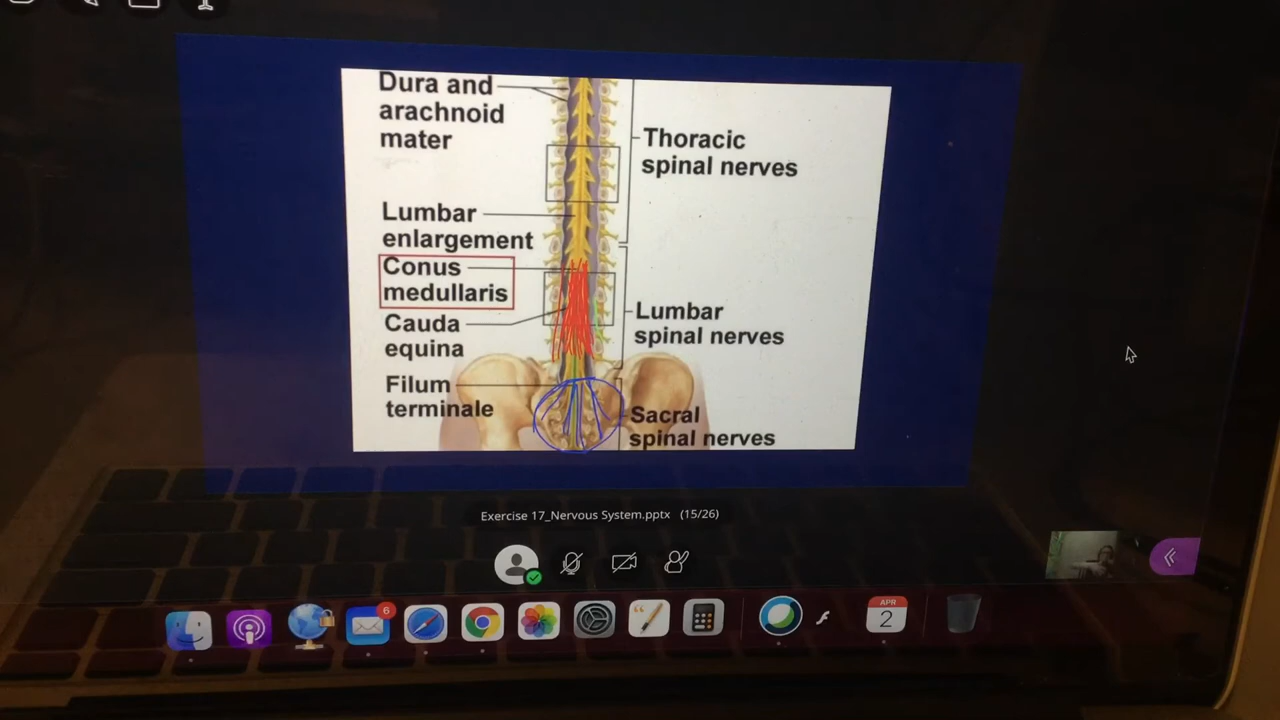 Dura and
arachnoid
mater
Thoracic
spinal nerves
Lumbar
enlargement
Conus
medullaris
Cauda
equina
Lumbar
spinal nerves
Filum
terminale
Sacral
spinal nerves
Exercise 17_Nervous System.pptx (15/26)
6
APR
2